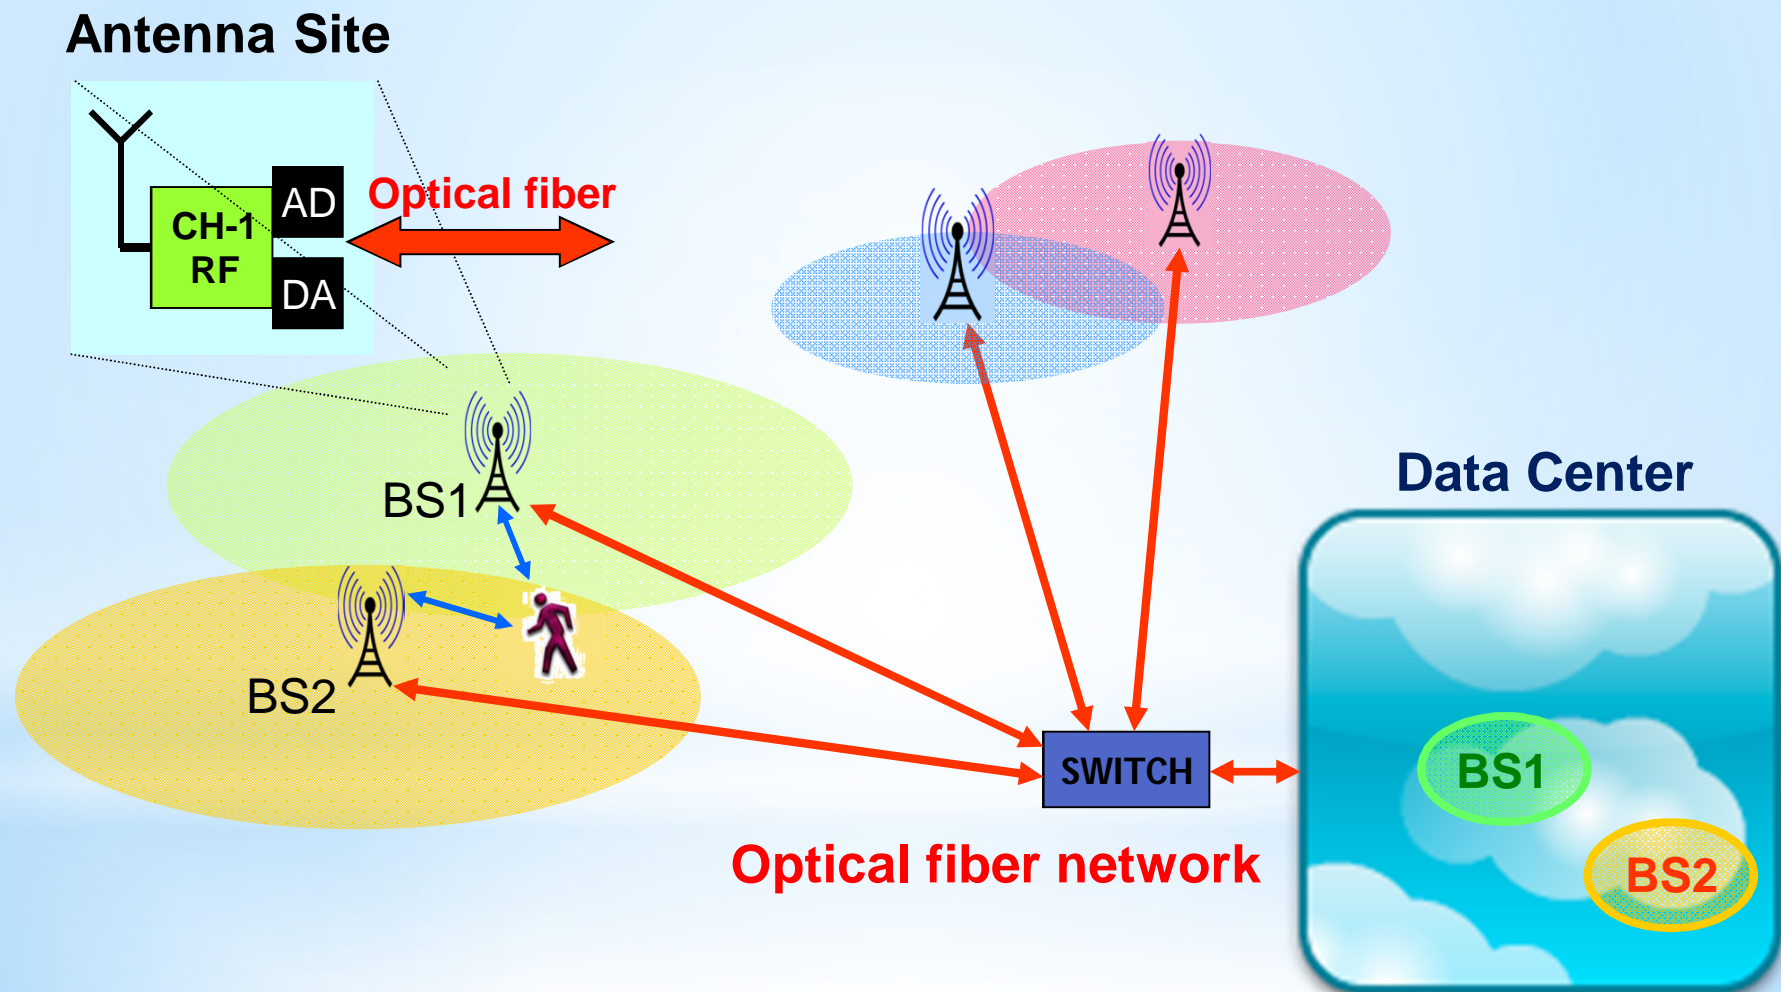 Antenna Site
CH-1
RF
AD
DA
Optical fiber
BS1
BS2
SWITCH
Optical fiber network
Data Center
BS1
BS2